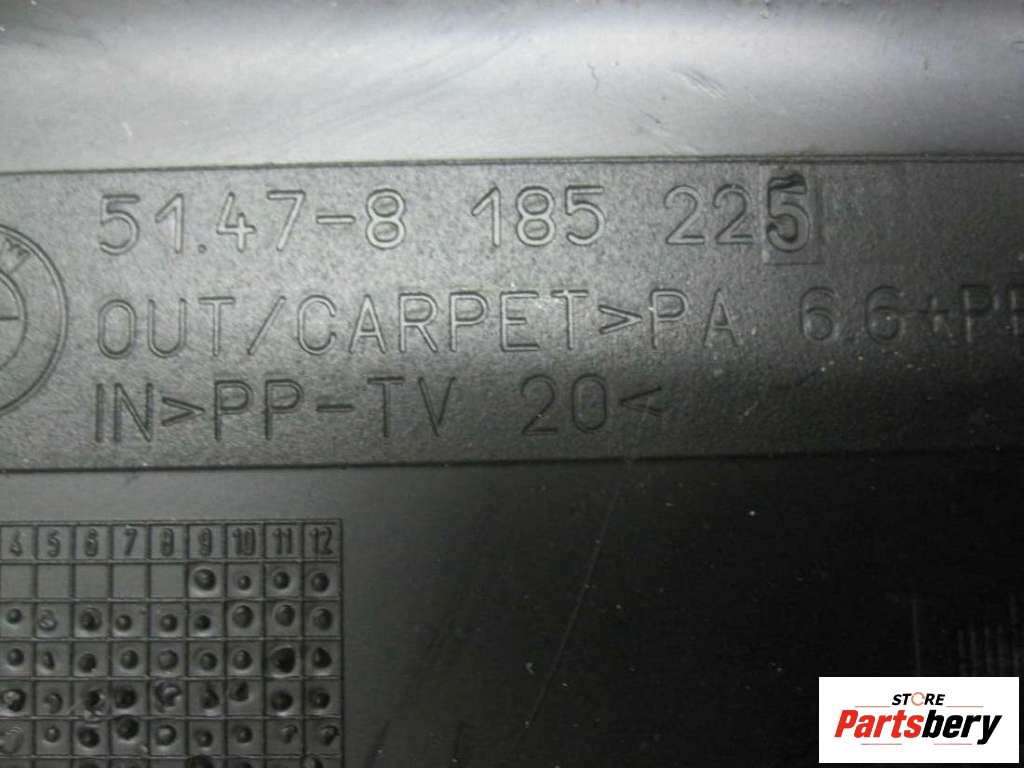 51.47-8 185 225
OUT/CARPET>PA 6.6+PP
IN>PP-TV 20<
4 5 6 7 8 9 10 11 12
STORE
Partsbery